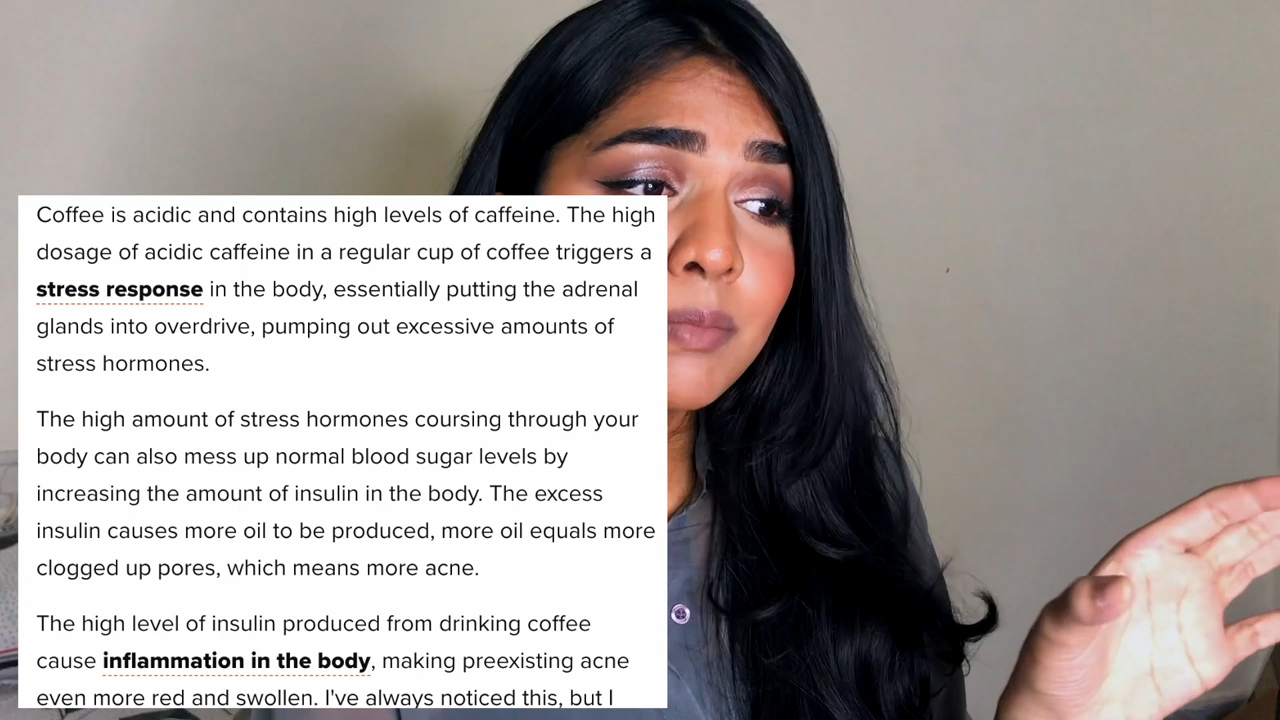 Coffee is acidic and contains high levels of caffeine. The high
dosage of acidic caffeine in a regular cup of coffee triggers a
stress response in the body, essentially putting the adrenal
glands into overdrive, pumping out excessive amounts of
stress hormones.
The high amount of stress hormones coursing through your
body can also mess up normal blood sugar levels by
increasing the amount of insulin in the body. The excess
insulin causes more oil to be produced, more oil equals more
clogged up pores, which means more acne.
The high level of insulin produced from drinking coffee
cause inflammation in the body, making preexisting acne
even more red and swollen. I've always noticed this, but I